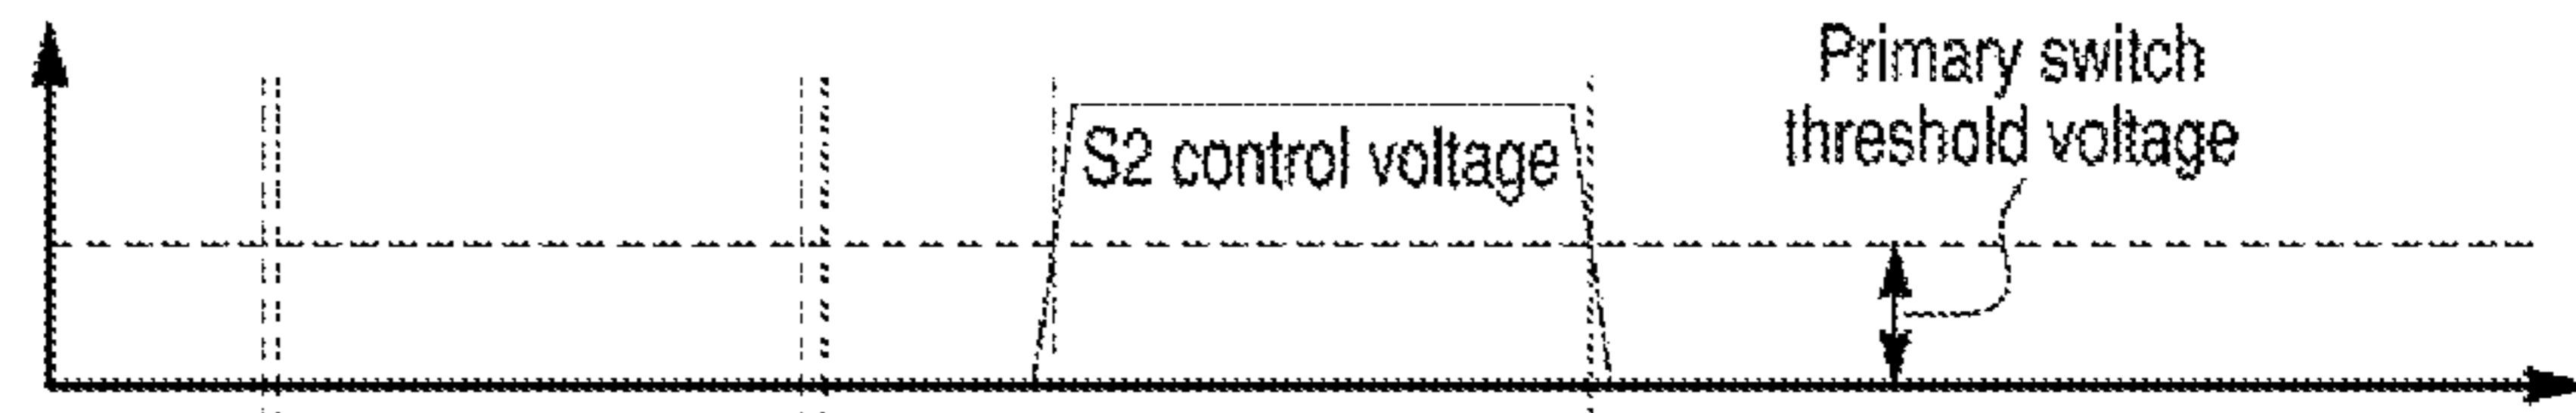 Primary switch
threshold voltage
S2 control voltage